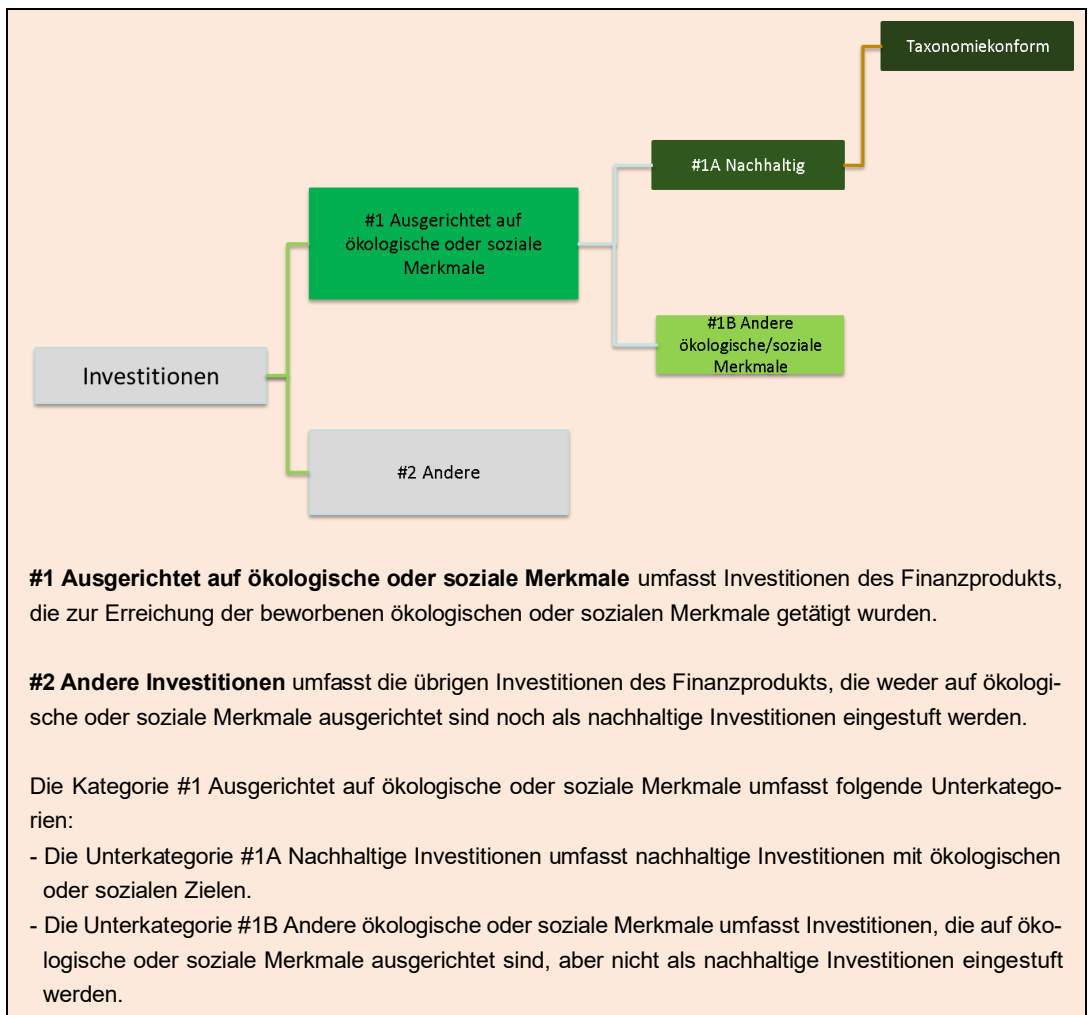 Taxonomiekonform
#1A Nachhaltig
#1 Ausgerichtet auf
ökologische oder soziale
Merkmale
#1B Andere
ökologische/soziale
Merkmale
Investitionen
#2 Andere
#1 Ausgerichtet auf ökologische oder soziale Merkmale umfasst Investitionen des Finanzprodukts,
die zur Erreichung der beworbenen ökologischen oder sozialen Merkmale getätigt wurden.
#2 Andere Investitionen umfasst die übrigen Investitionen des Finanzprodukts, die weder auf ökologi-
sche oder soziale Merkmale ausgerichtet sind noch als nachhaltige Investitionen eingestuft werden.
Die Kategorie #1 Ausgerichtet auf ökologische oder soziale Merkmale umfasst folgende Unterkatego-
rien:
- Die Unterkategorie #1A Nachhaltige Investitionen umfasst nachhaltige Investitionen mit ökologischen
oder sozialen Zielen.
- Die Unterkategorie #1B Andere ökologische oder soziale Merkmale umfasst Investitionen, die auf öko-
logische oder soziale Merkmale ausgerichtet sind, aber nicht als nachhaltige Investitionen eingestuft
werden.